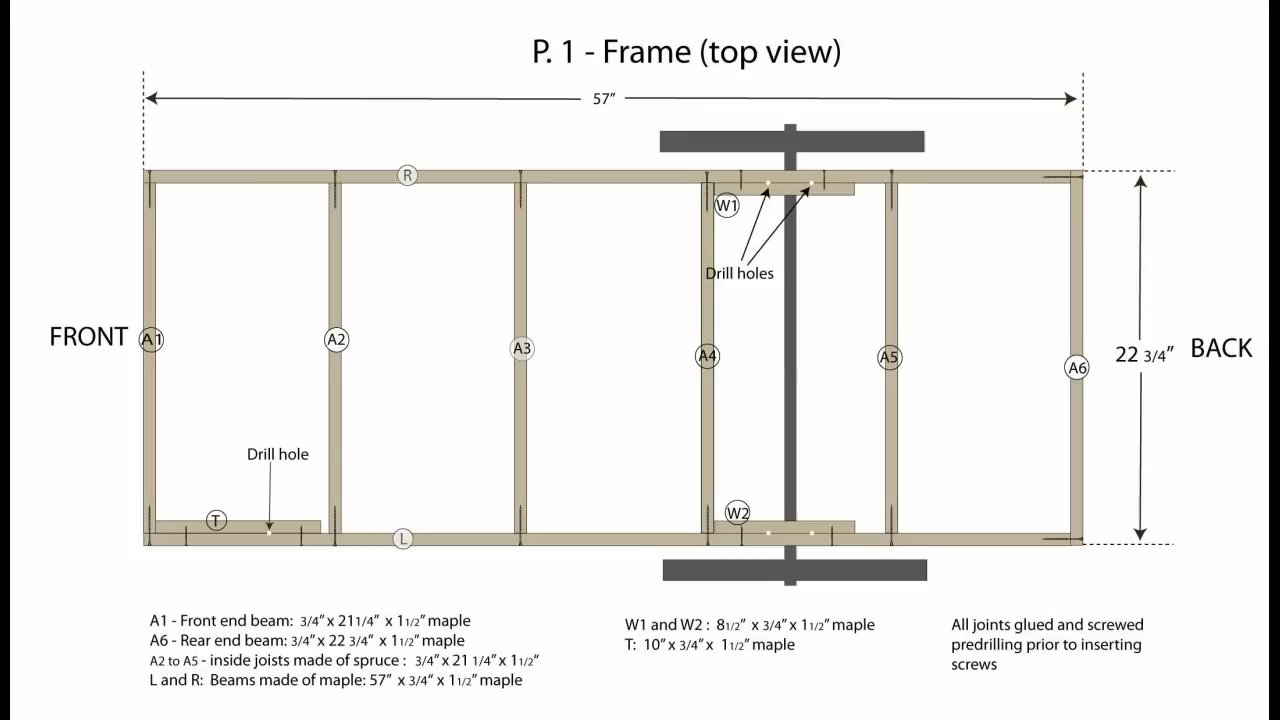 P. 1 - Frame (top view)
57”
R
W1
Drill holes
FRONT
A1
A2
A3
A4
A5
A6
22 3/4”
BACK
Drill hole
T
W2
L
A1 - Front end beam: 3/4” x 21 1/4” x 1 1/2” maple
A6 - Rear end beam: 3/4” x 22 3/4” x 1 1/2” maple
A2 to A5 - inside joists made of spruce : 3/4” x 21 1/4” x 1 1/2“
L and R: Beams made of maple: 57” x 3/4“ x 1 1/2” maple
W1 and W2 : 8 1/2” x 3/4” x 1 1/2” maple
T: 10” x 3/4” x 1 1/2” maple
All joints glued and screwed
predrilling prior to inserting
screws